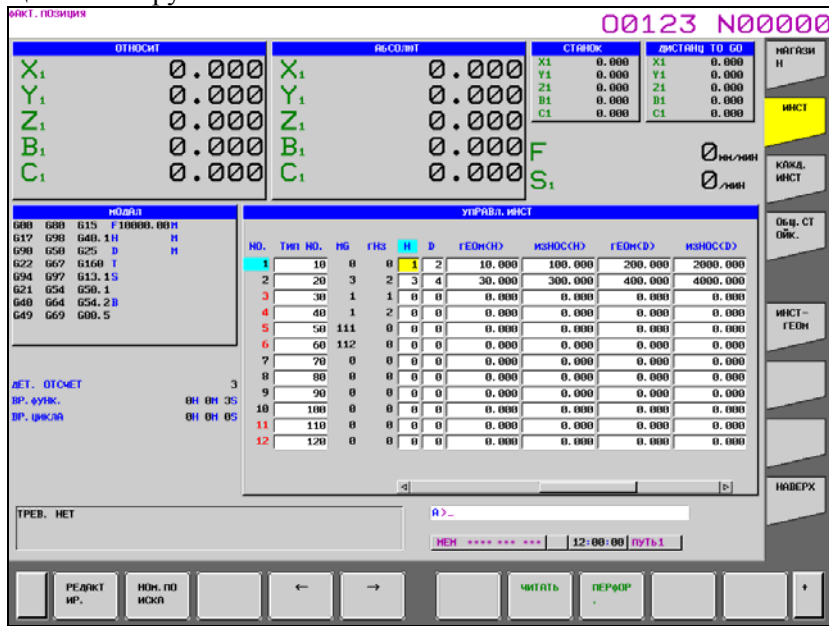 ФАКТ. ПОЗИЦИЯ
O0123 N00000
ОТНОСИТ
X1 0.000
Y1 0.000
Z1 0.000
B1 0.000
C1 0.000
АБСОЛЮТ
X1 0.000
Y1 0.000
Z1 0.000
B1 0.000
C1 0.000
СТАНОК
X1 0.000
Y1 0.000
Z1 0.000
B1 0.000
C1 0.000
ДИСТАНЦ TO GO
X1 0.000
Y1 0.000
Z1 0.000
B1 0.000
C1 0.000
F 0 ММ/МИН
S1 0 /МИН
МОДАЛ
G00 G80 G15 F10000.00M
G17 G98 G40.1H M
G90 G50 G25 D M
G22 G67 G160 T
G94 G97 G13.1S
G21 G54 G50.1
G40 G64 G54.2B
G49 G69 G00.5
ДЕТ. ОТСЧЕТ 3
ВР. ФУНК. 0H 0M 3S
ВР. ЦИКЛА 0H 0M 0S
УПРАВЛ. ИНСТ
NO. ТИП NO. MG ГНЗ H D ГЕОМ(H) ИЗНОС(H) ГЕОМ(D) ИЗНОС(D)
1 10 0 0 1 2 10.000 100.000 200.000 2000.000
2 20 3 2 3 4 30.000 300.000 400.000 4000.000
3 30 1 1 0 0 0.000 0.000 0.000 0.000
4 40 1 2 0 0 0.000 0.000 0.000 0.000
5 50 111 0 0 0 0.000 0.000 0.000 0.000
6 60 112 0 0 0 0.000 0.000 0.000 0.000
7 70 0 0 0 0 0.000 0.000 0.000 0.000
8 80 0 0 0 0 0.000 0.000 0.000 0.000
9 90 0 0 0 0 0.000 0.000 0.000 0.000
10 100 0 0 0 0 0.000 0.000 0.000 0.000
11 110 0 0 0 0 0.000 0.000 0.000 0.000
12 120 0 0 0 0 0.000 0.000 0.000 0.000
ТРЕВ. НЕТ
A>_
MEM **** *** *** 12:00:00 ПУТЬ1
МАГАЗИ
Н
ИНСТ
КАЖД.
ИНСТ
ОБЩ. СТ
ОЙК.
ИНСТ-
ГЕОМ
НАВЕРХ
РЕДАКТ
ИР.
НОМ. ПО
ИСКА
←
→
ЧИТАТЬ
ПЕРФОР
.
+